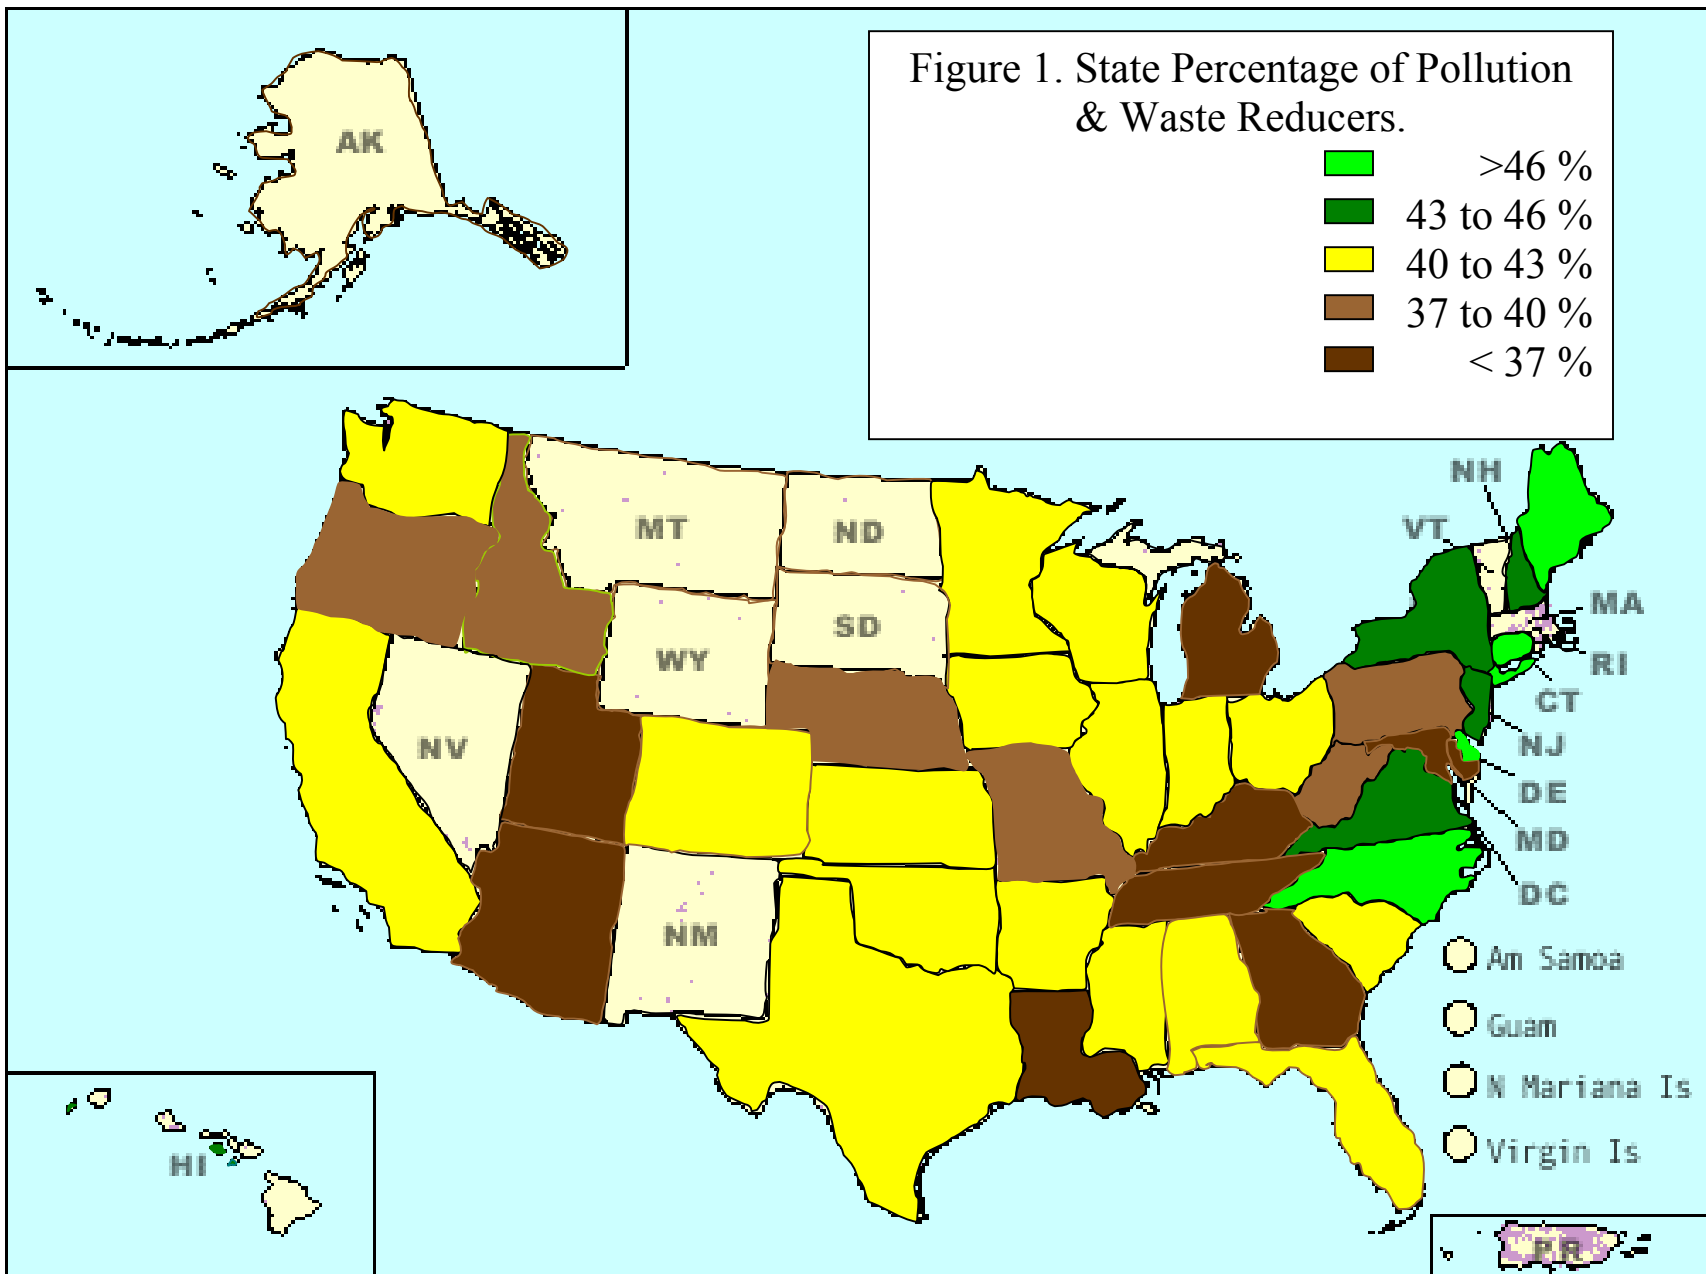 Figure 1. State Percentage of Pollution
& Waste Reducers.
>46 %
43 to 46 %
40 to 43 %
37 to 40 %
< 37 %
AK
NH
VT
MT
ND
MA
SD
WY
RI
CT
NV
NJ
DE
MD
DC
NM
Am Samoa
Guam
N Mariana Is
Virgin Is
HI
PR